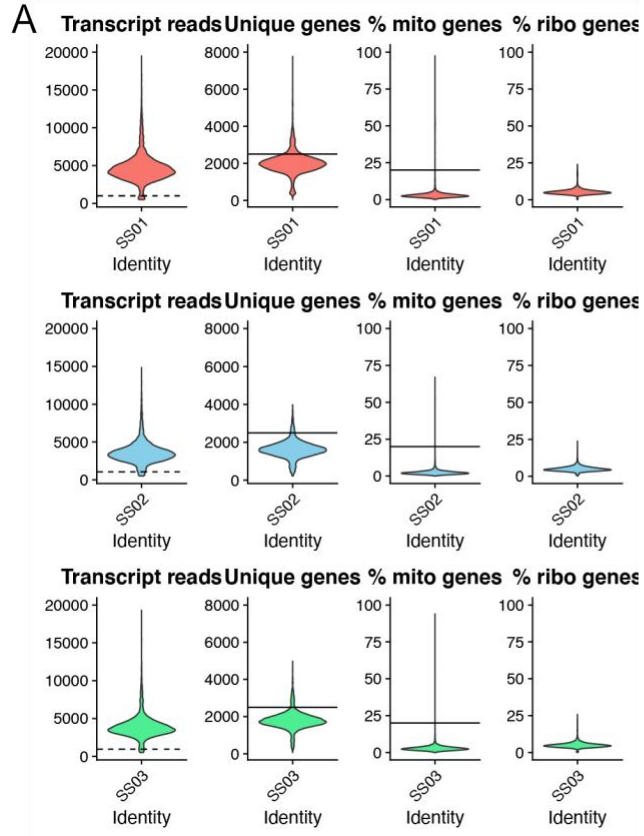 A
Transcript reads Unique genes % mito genes % ribo genes
20000 8000 100 100
15000 6000 75 75
10000 4000 50 50
5000 2000 25 25
0 0 0 0
SS01 SS01 SS01 SS01
Identity Identity Identity Identity
Transcript reads Unique genes % mito genes % ribo genes
20000 8000 100 100
15000 6000 75 75
10000 4000 50 50
5000 2000 25 25
0 0 0 0
SS02 SS02 SS02 SS02
Identity Identity Identity Identity
Transcript reads Unique genes % mito genes % ribo genes
20000 8000 100 100
15000 6000 75 75
10000 4000 50 50
5000 2000 25 25
0 0 0 0
SS03 SS03 SS03 SS03
Identity Identity Identity Identity